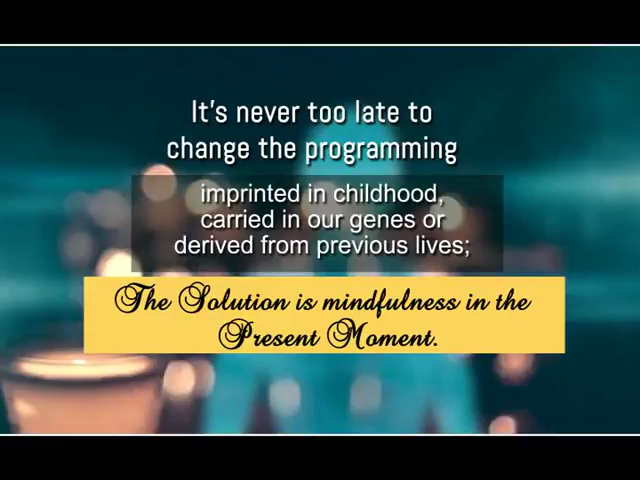 It's never too late to
change the programming
imprinted in childhood,
carried in our genes or
derived from previous lives;
The Solution is mindfulness in the
Present Moment.